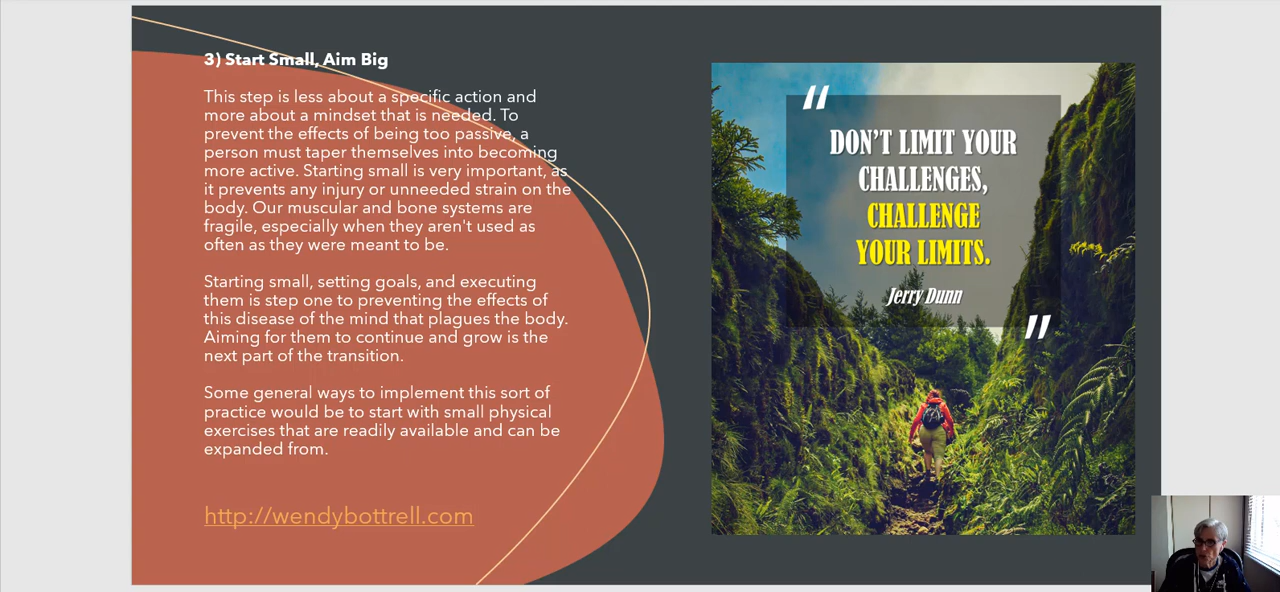 3) Start Small, Aim Big
This step is less about a specific action and
more about a mindset that is needed. To
prevent the effects of being too passive, a
person must taper themselves into becoming
more active. Starting small is very important, as
it prevents any injury or unneeded strain on the
body. Our muscular and bone systems are
fragile, especially when they aren't used as
often as they were meant to be.
Starting small, setting goals, and executing
them is step one to preventing the effects of
this disease of the mind that plagues the body.
Aiming for them to continue and grow is the
next part of the transition.
Some general ways to implement this sort of
practice would be to start with small physical
exercises that are readily available and can be
expanded from.
http://wendybottrell.com
“
DON'T LIMIT YOUR
CHALLENGES,
CHALLENGE
YOUR LIMITS.
Jerry Dunn
”